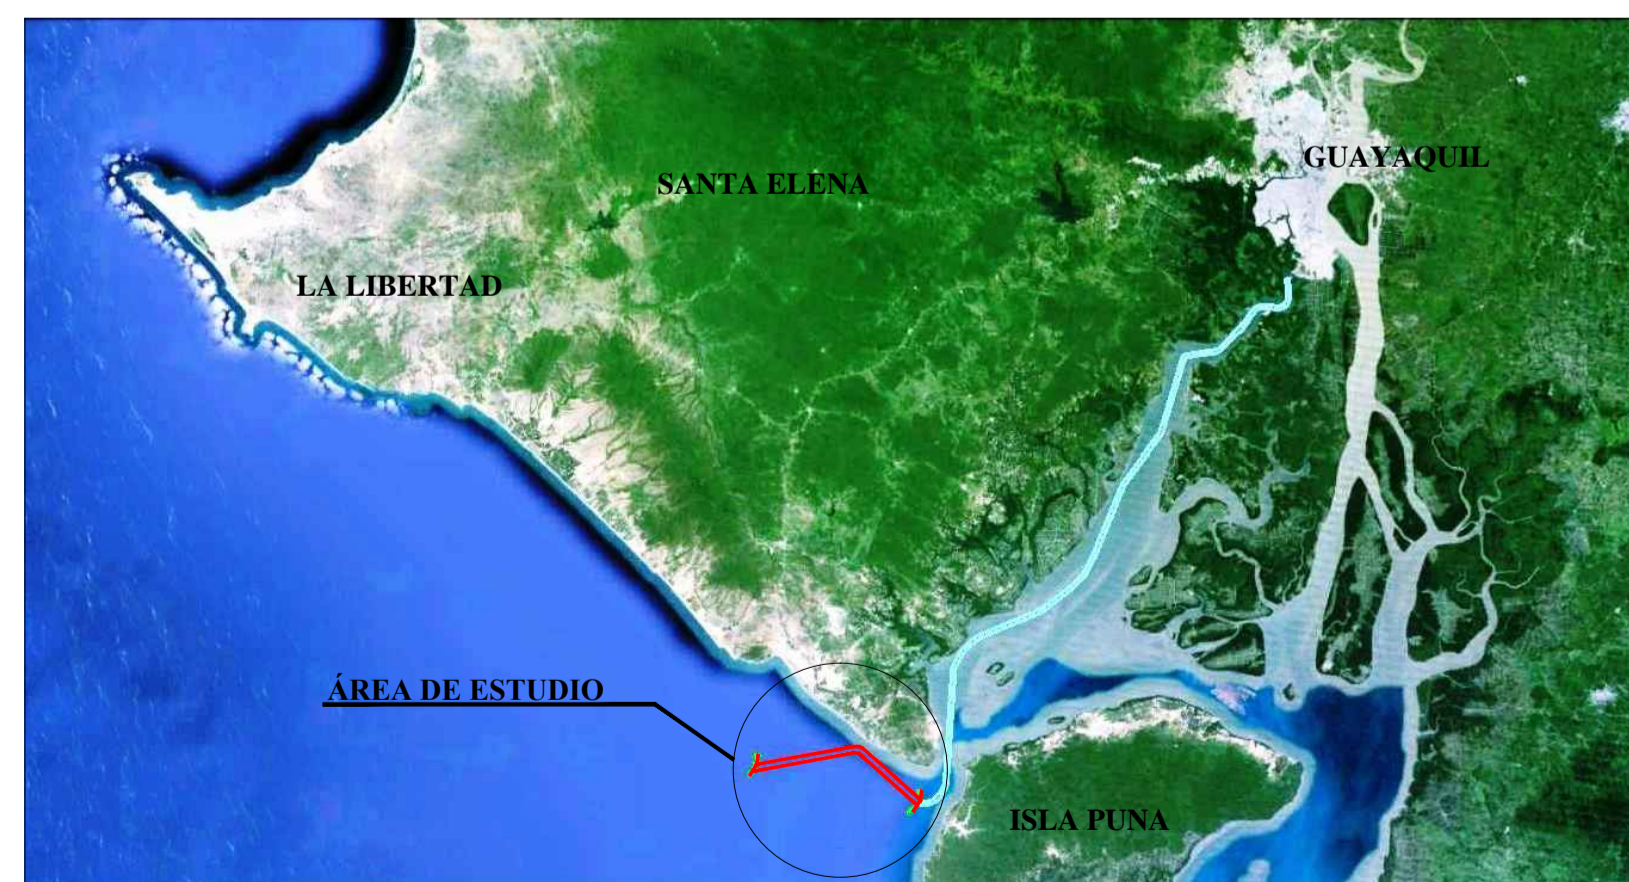 GUAYAQUIL
SANTA ELENA
LA LIBERTAD
ÁREA DE ESTUDIO
ISLA PUNA